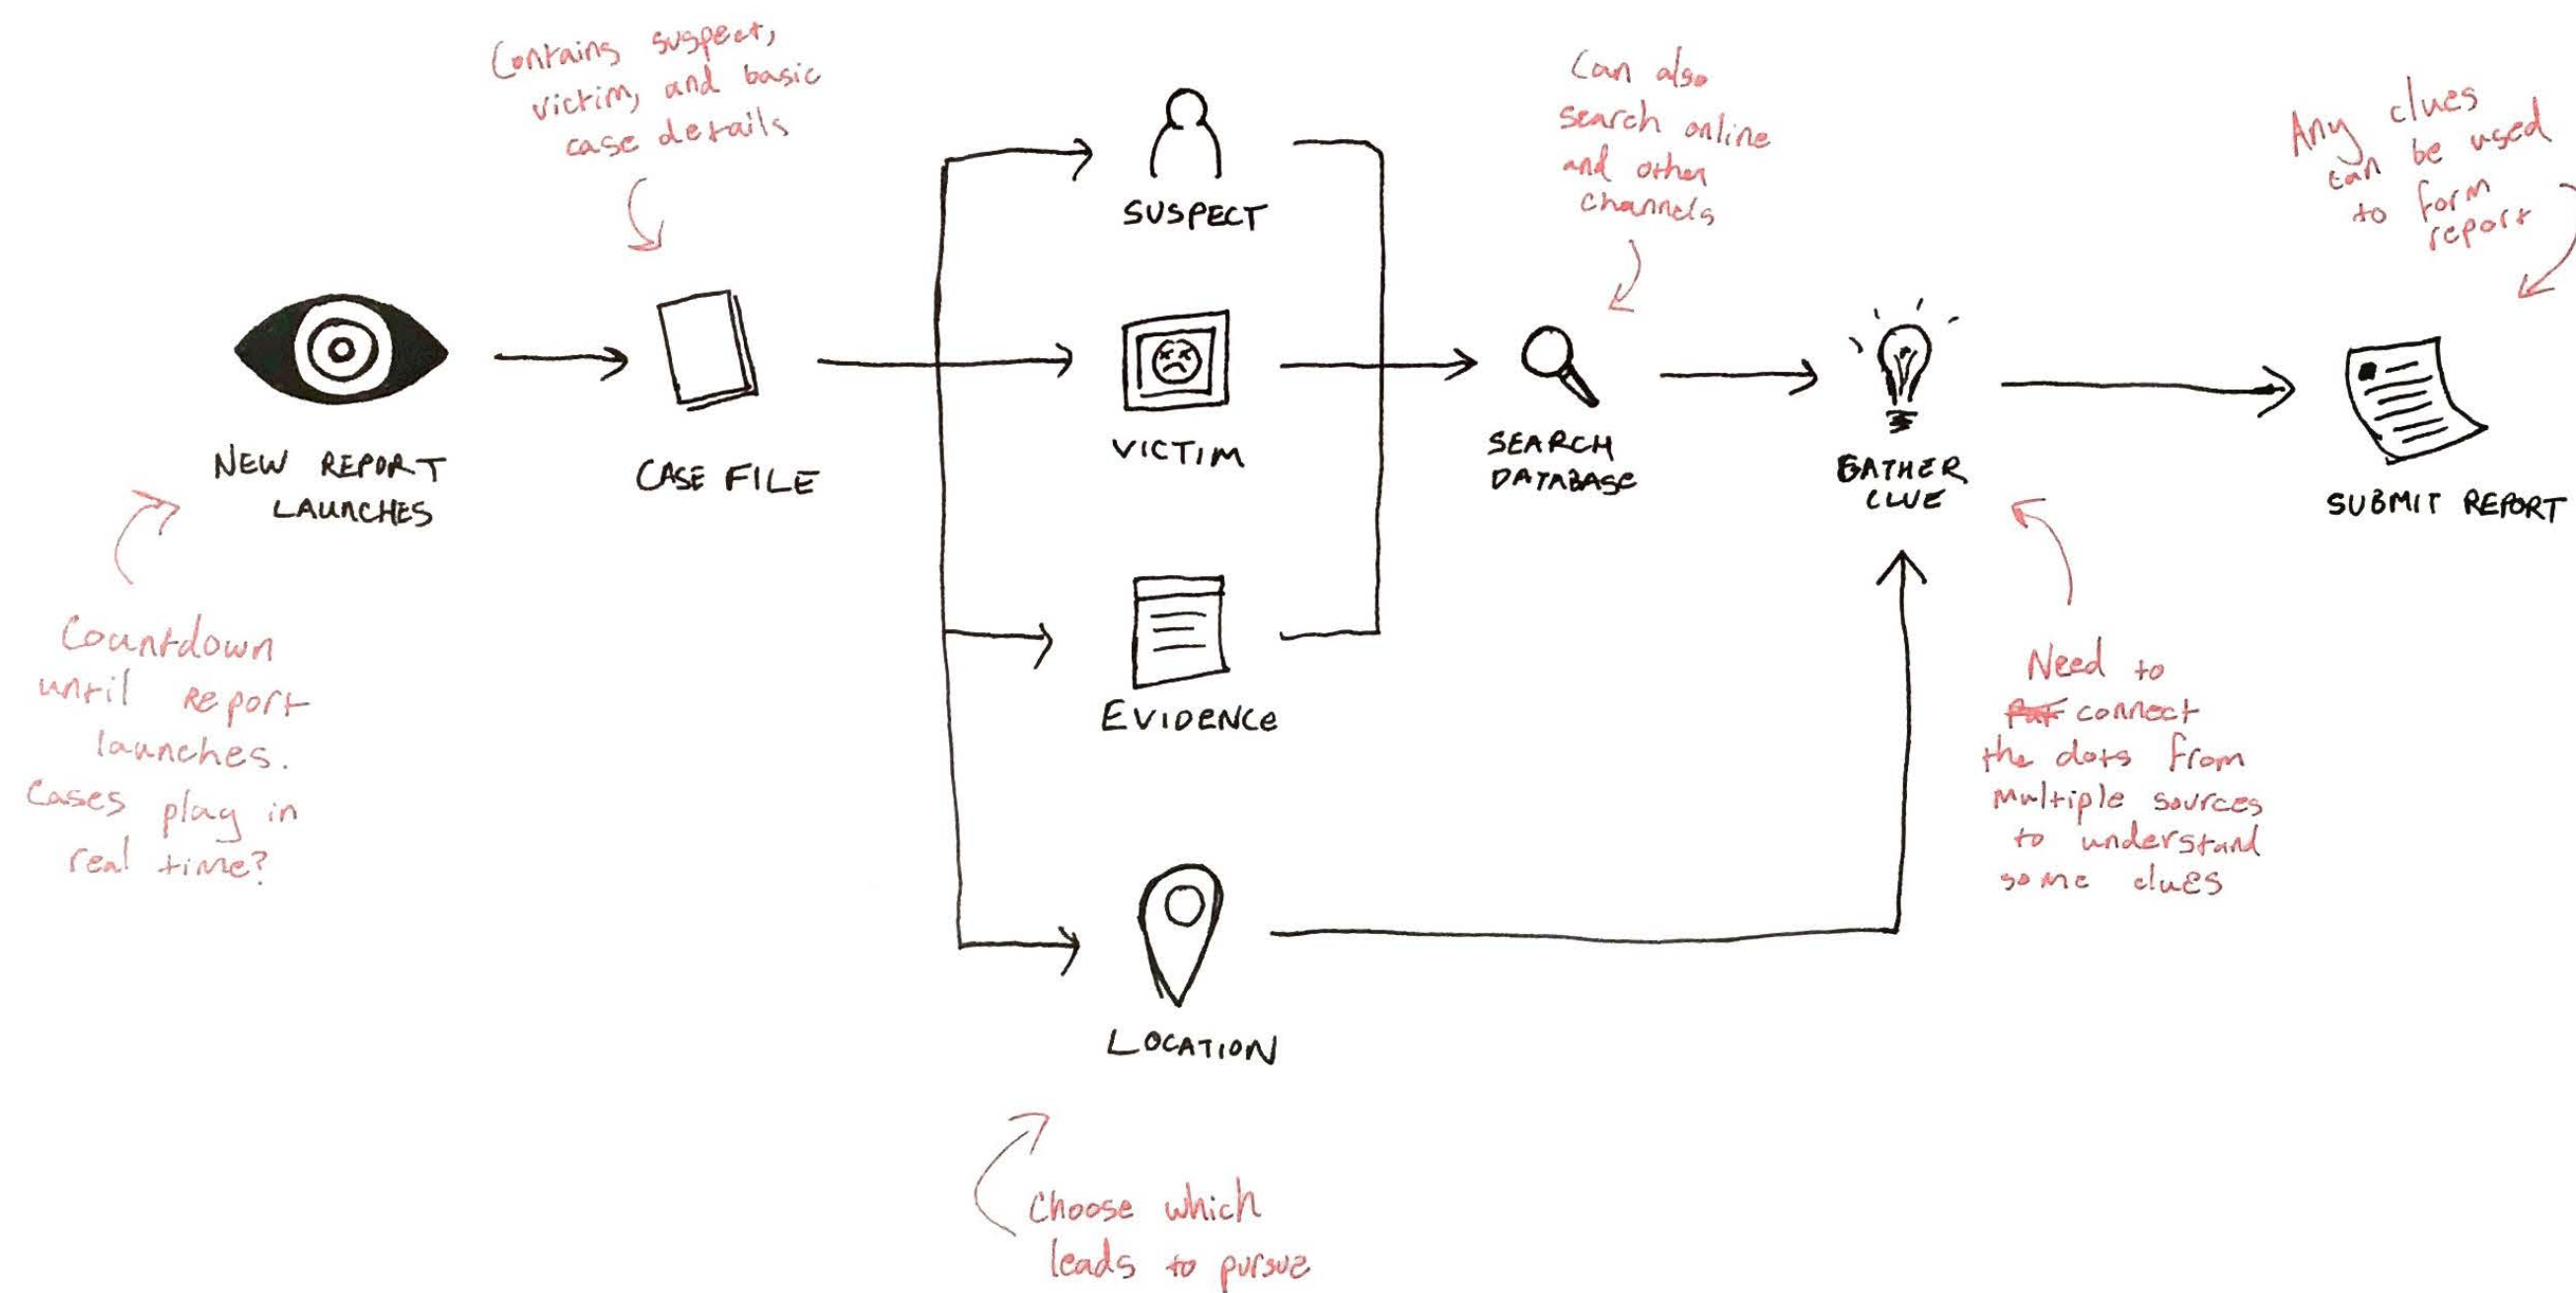 Contains suspect,
victim, and basic
case details
Can also
search online
and other
channels
Any clues
can be used
to form
report
SUSPECT
NEW REPORT
LAUNCHES
CASE FILE
VICTIM
SEARCH
DATABASE
GATHER
CLUE
SUBMIT REPORT
Countdown
until report
launches.
Cases play in
real time?
EVIDENCE
Need to
connect
the dots from
multiple sources
to understand
some clues
LOCATION
Choose which
leads to pursue